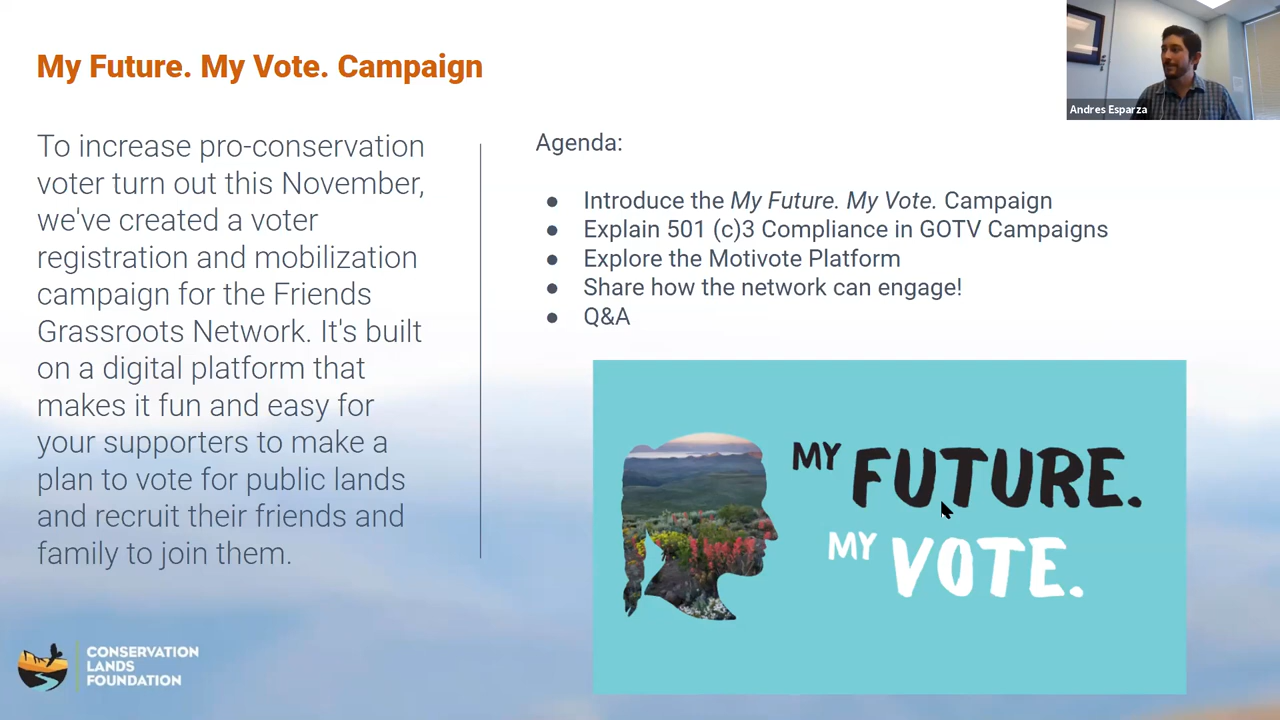 My Future. My Vote. Campaign
Andres Esparza
To increase pro-conservation
voter turn out this November,
we've created a voter
registration and mobilization
campaign for the Friends
Grassroots Network. It's built
on a digital platform that
makes it fun and easy for
your supporters to make a
plan to vote for public lands
and recruit their friends and
family to join them.
Agenda:
● Introduce the My Future. My Vote. Campaign
● Explain 501 (c)3 Compliance in GOTV Campaigns
● Explore the Motivote Platform
● Share how the network can engage!
● Q&A
MY FUTURE.
MY VOTE.
CONSERVATION
LANDS
FOUNDATION